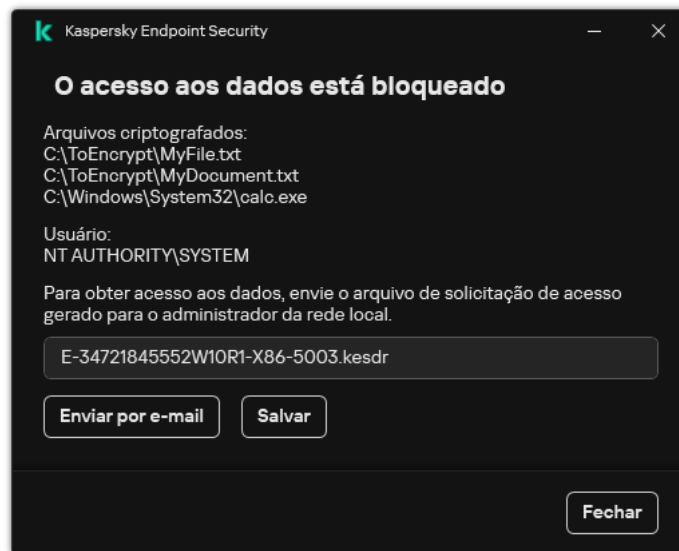 Kaspersky Endpoint Security
O acesso aos dados está bloqueado
Arquivos criptografados:
C:\ToEncrypt\MyFile.txt
C:\ToEncrypt\MyDocument.txt
C:\Windows\System32\calc.exe
Usuário:
NT AUTHORITY\SYSTEM
Para obter acesso aos dados, envie o arquivo de solicitação de acesso
gerado para o administrador da rede local.
E-34721845552W10R1-X86-5003.kesdr
Enviar por e-mail Salvar
Fechar